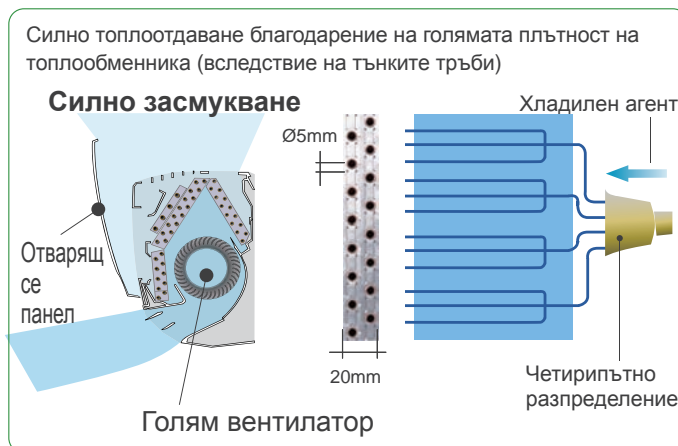 Силно топлоотдаване благодарение на голямата плътност на
топлообменника (вследствие на тънките тръби)
Силно засмукване
Хладилен агент
Ø5mm
Отварящ
се
панел
20mm
Четирипътно
разпределение
Голям вентилатор